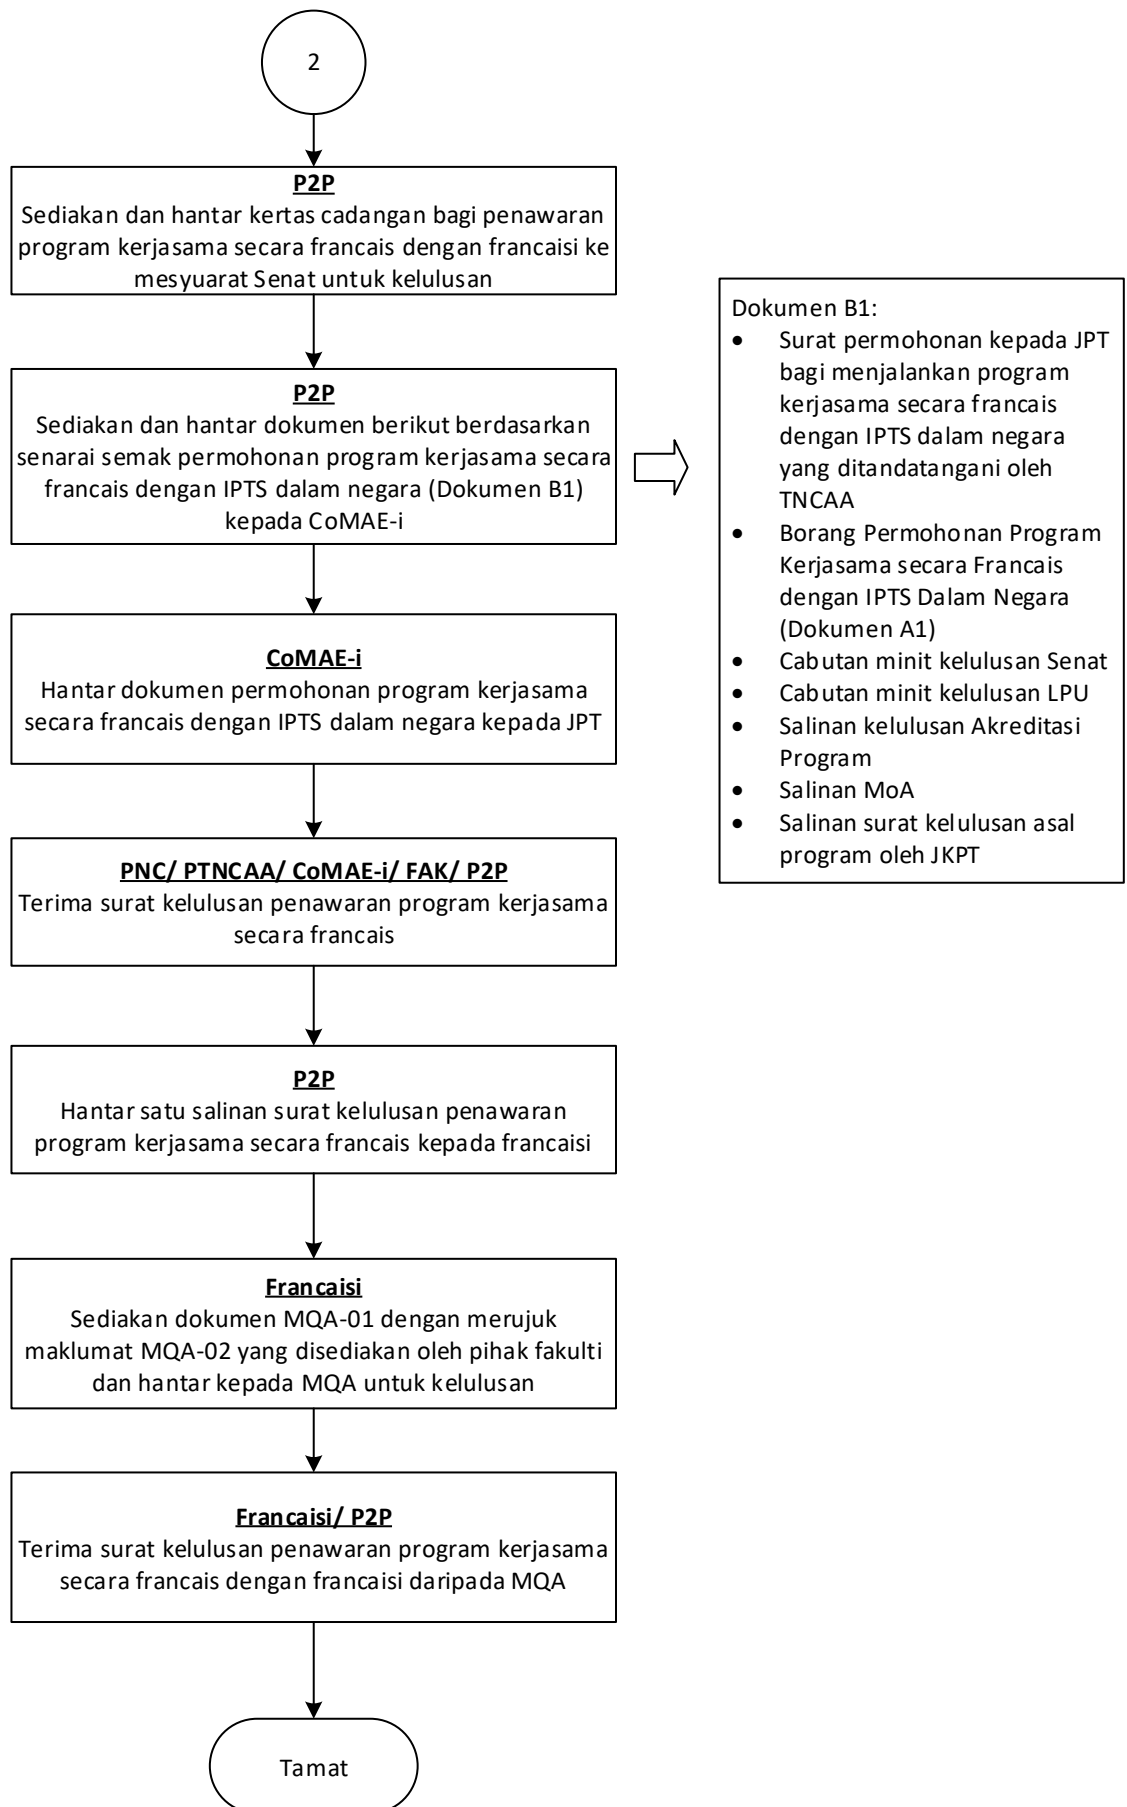 2
P2P
Sediakan dan hantar kertas cadangan bagi penawaran
program kerjasama secara francais dengan francaisi ke
mesyuarat Senat untuk kelulusan
P2P
Sediakan dan hantar dokumen berikut berdasarkan
senarai semak permohonan program kerjasama secara
francais dengan IPTS dalam negara (Dokumen B1)
kepada CoMAE-i
Dokumen B1:
• Surat permohonan kepada JPT
bagi menjalankan program
kerjasama secara francais
dengan IPTS dalam negara
yang ditandatangani oleh
TNCAA
• Borang Permohonan Program
Kerjasama secara Francais
dengan IPTS Dalam Negara
(Dokumen A1)
• Cabutan minit kelulusan Senat
• Cabutan minit kelulusan LPU
• Salinan kelulusan Akreditasi
Program
• Salinan MoA
• Salinan surat kelulusan asal
program oleh JKPT
CoMAE-i
Hantar dokumen permohonan program kerjasama
secara francais dengan IPTS dalam negara kepada JPT
PNC/ PTNCAA/ CoMAE-i/ FAK/ P2P
Terima surat kelulusan penawaran program kerjasama
secara francais
P2P
Hantar satu salinan surat kelulusan penawaran
program kerjasama secara francais kepada francaisi
Francaisi
Sediakan dokumen MQA-01 dengan merujuk
maklumat MQA-02 yang disediakan oleh pihak fakulti
dan hantar kepada MQA untuk kelulusan
Francaisi/ P2P
Terima surat kelulusan penawaran program kerjasama
secara francais dengan francaisi daripada MQA
Tamat